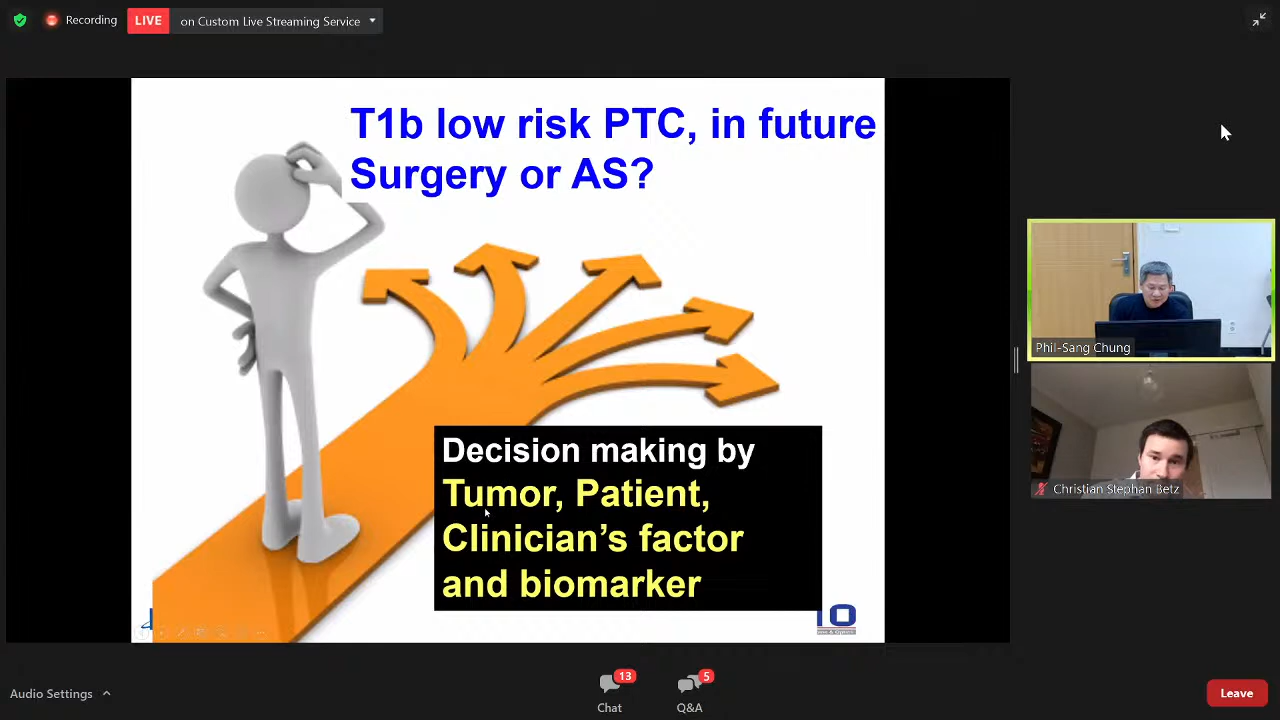 Recording
LIVE
on Custom Live Streaming Service
T1b low risk PTC, in future
Surgery or AS?
Decision making by
Tumor, Patient,
Clinician’s factor
and biomarker
Phil-Sang Chung
Christian Stephan Betz
Audio Settings
13
Chat
5
Q&A
Leave